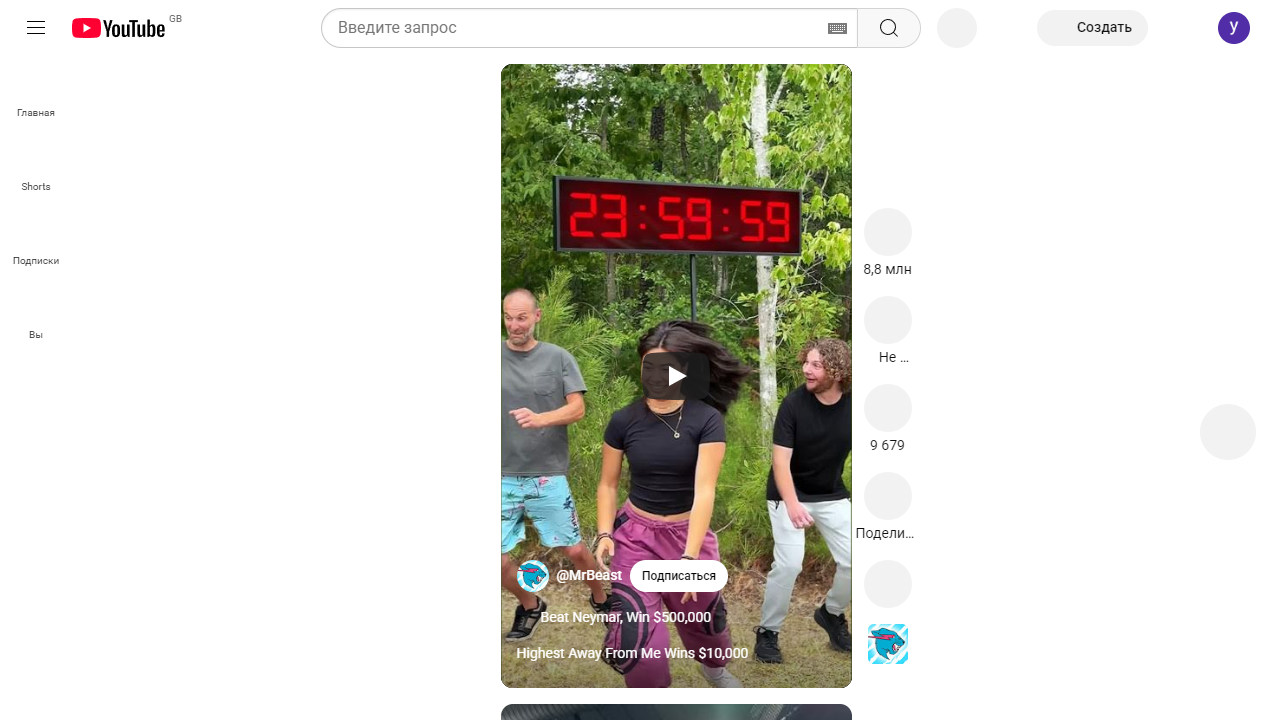 YouTube
GB
Введите запрос
Создать
y
Главная
Shorts
Подписки
Вы
23:59:59
8,8 млн
Не ...
9 679
Подели...
@MrBeast
Подписаться
Beat Neymar, Win $500,000
Highest Away From Me Wins $10,000